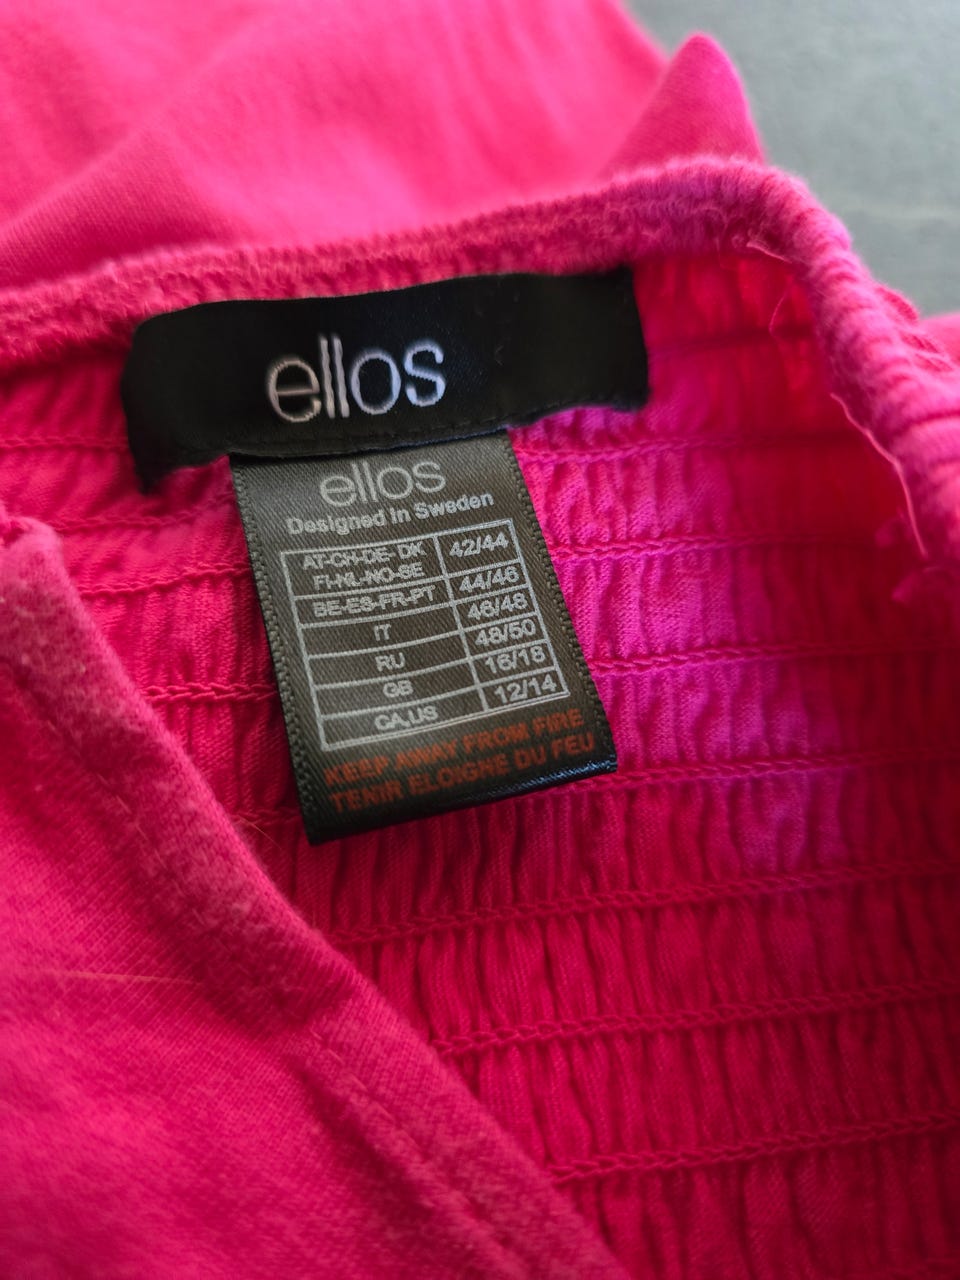 ellos
ellos
Designed in Sweden
AT-CH-DE- DK
FI-NL-NO-SE 42/44
BE-ES-FR-PT 44/46
IT 46/48
RU 48/50
GB 16/18
CA,US 12/14
KEEP AWAY FROM FIRE
TENIR ELOIGNE DU FEU